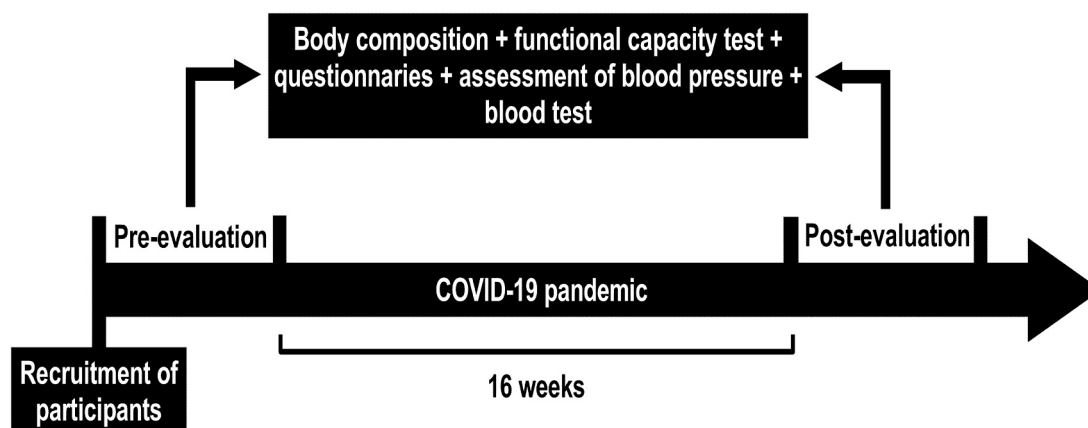 Body composition + functional capacity test +
questionnaries + assessment of blood pressure +
blood test
Pre-evaluation
Post-evaluation
COVID-19 pandemic
Recruitment of
participants
16 weeks